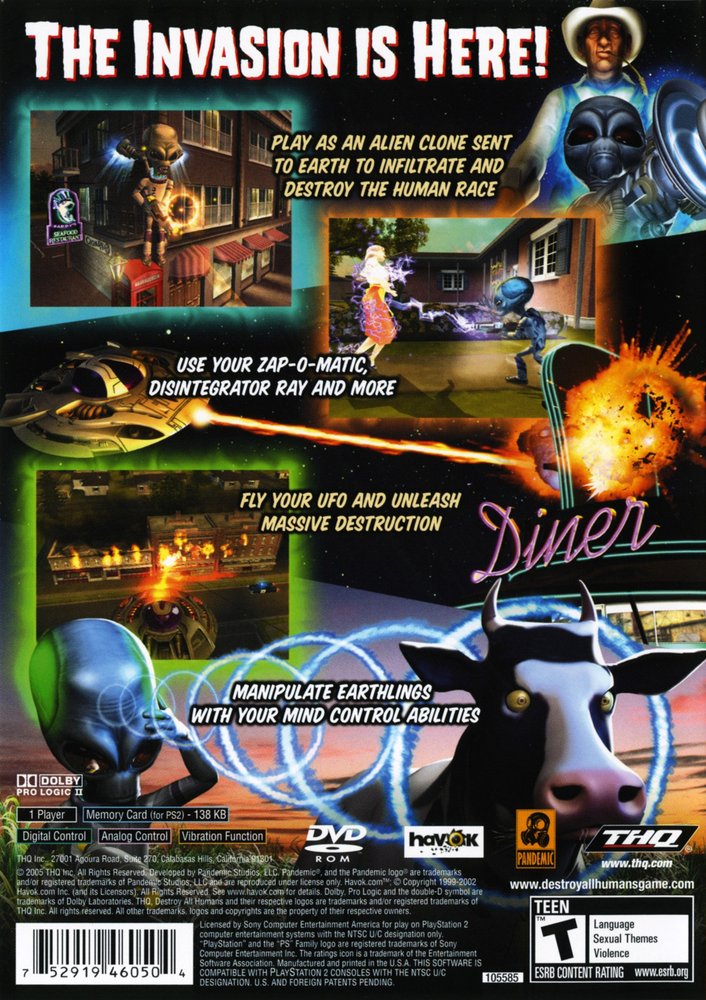 THE INVASION IS HERE!
PLAY AS AN ALIEN CLONE SENT
TO EARTH TO INFILTRATE AND
DESTROY THE HUMAN RACE
SEAFOOD
RESTAURANT
USE YOUR ZAP-O-MATIC,
DISINTEGRATOR RAY AND MORE
FLY YOUR UFO AND UNLEASH
MASSIVE DESTRUCTION
Diner
MANIPULATE EARTHLINGS
WITH YOUR MIND CONTROL ABILITIES
DOLBY
PRO LOGIC II
1 Player
Memory Card (for PS2) - 138 KB
Digital Control
Analog Control
Vibration Function
DVD
ROM
havok
PANDEMIC
THQ
www.thq.com
THQ Inc., 27001 Agoura Road, Suite 270, Calabasas Hills, California 91301
© 2005 THQ Inc. All Rights Reserved. Developed by Pandemic Studios, LLC. Pandemic®, and the Pandemic logo® are trademarks
and/or registered trademarks of Pandemic Studios, LLC and are reproduced under license only. Havok.com™; © Copyright 1999-2002
Havok.com Inc. (and its Licensors). All Rights Reserved. See www.havok.com for details. Dolby, Pro Logic and the double-D symbol are
trademarks of Dolby Laboratories. THQ, Destroy All Humans and their respective logos are trademarks and/or registered trademarks of
THQ Inc. All rights reserved. All other trademarks, logos and copyrights are the property of their respective owners.
www.destroyallhumansgame.com
Licensed by Sony Computer Entertainment America for play on PlayStation 2
computer entertainment systems with the NTSC U/C designation only.
"PlayStation" and the "PS" Family logo are registered trademarks of Sony
Computer Entertainment Inc. The ratings icon is a trademark of the Entertainment
Software Association. Manufactured and printed in the U.S.A. THIS SOFTWARE IS
COMPATIBLE WITH PLAYSTATION 2 CONSOLES WITH THE NTSC U/C
DESIGNATION. U.S. AND FOREIGN PATENTS PENDING.
7 52919 46050 4
105585
TEEN
T
Language
Sexual Themes
Violence
ESRB CONTENT RATING www.esrb.org